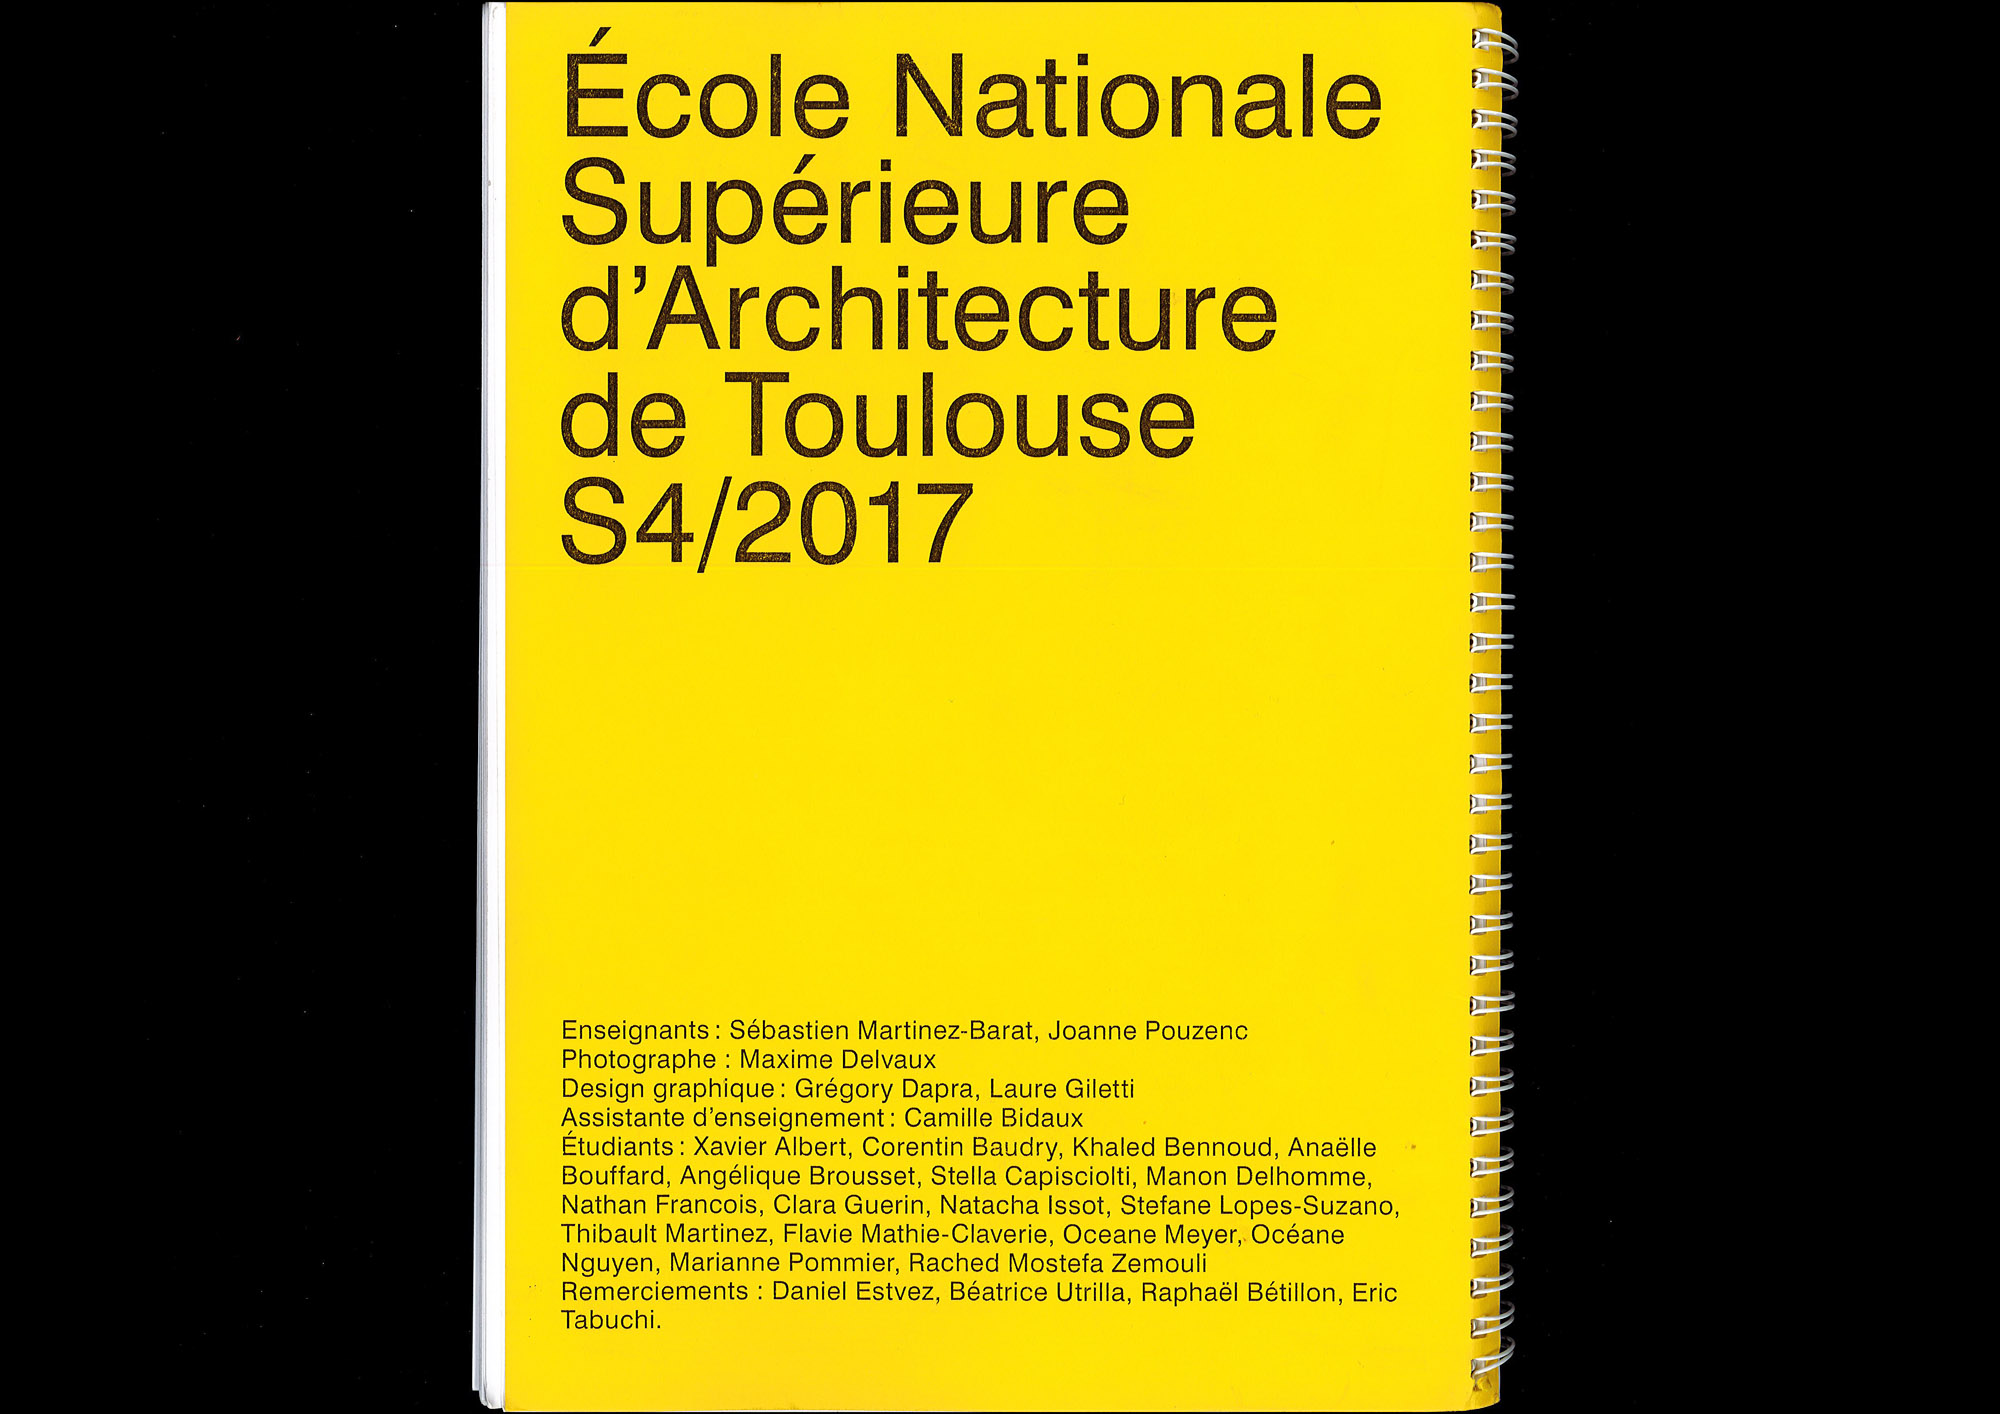 École Nationale
Supérieure
d’Architecture
de Toulouse
S4/2017
Enseignants : Sébastien Martinez-Barat, Joanne Pouzenc
Photographe : Maxime Delvaux
Design graphique : Grégory Dapra, Laure Giletti
Assistante d’enseignement : Camille Bidaux
Étudiants : Xavier Albert, Corentin Baudry, Khaled Bennoud, Anaëlle
Bouffard, Angélique Brousset, Stella Capisciolti, Manon Delhomme,
Nathan Francois, Clara Guerin, Natacha Issot, Stefane Lopes-Suzano,
Thibault Martinez, Flavie Mathie-Claverie, Oceane Meyer, Océane
Nguyen, Marianne Pommier, Rached Mostefa Zemouli
Remerciements : Daniel Estvez, Béatrice Utrilla, Raphaël Bétillon, Eric
Tabuchi.